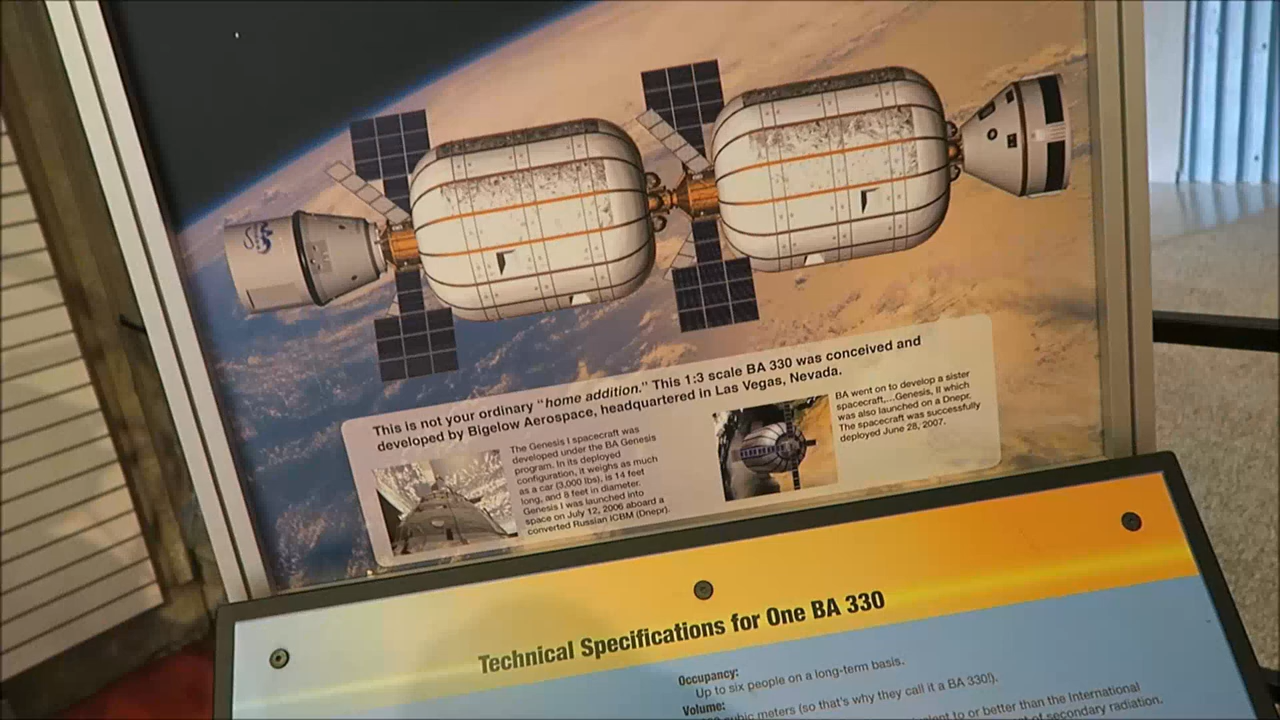 This is not your ordinary "home addition." This 1:3 scale BA 330 was conceived and
developed by Bigelow Aerospace, headquartered in Las Vegas, Nevada.
The Genesis I spacecraft was
developed under the BA Genesis
program. In its deployed
configuration, it weighs as much
as a car (3,000 lbs), is 14 feet
long, and 8 feet in diameter.
Genesis I was launched into
space on July 12, 2006 aboard a
converted Russian ICBM (Dnepr).
BA went on to develop a sister
spacecraft,...Genesis, II which
was also launched on a Dnepr.
The spacecraft was successfully
deployed June 28, 2007.
Technical Specifications for One BA 330
Occupancy:
Up to six people on a long-term basis.
Volume:
cubic meters (so that's why they call it a BA 330!).
to or better than the International
of secondary radiation.